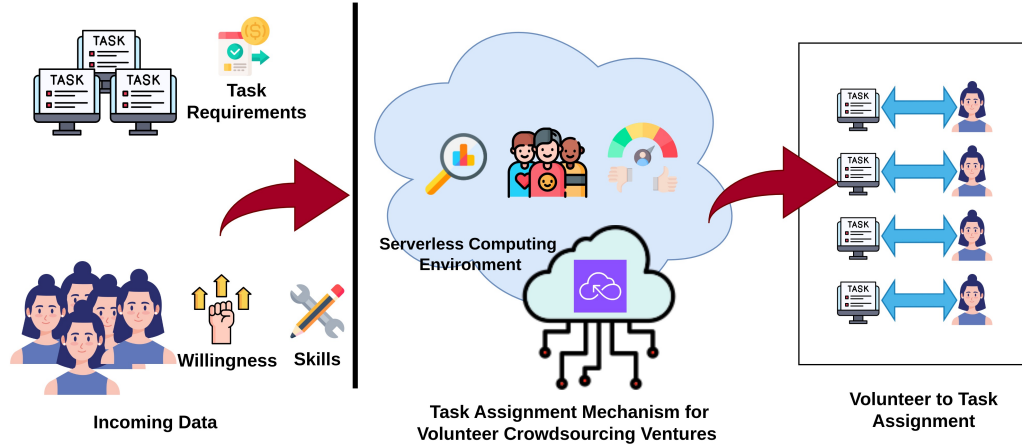 TASK
TASK
TASK
Task
Requirements
Willingness
Skills
Incoming Data
Serverless Computing
Environment
Task Assignment Mechanism for
Volunteer Crowdsourcing Ventures
TASK
TASK
TASK
TASK
Volunteer to Task
Assignment